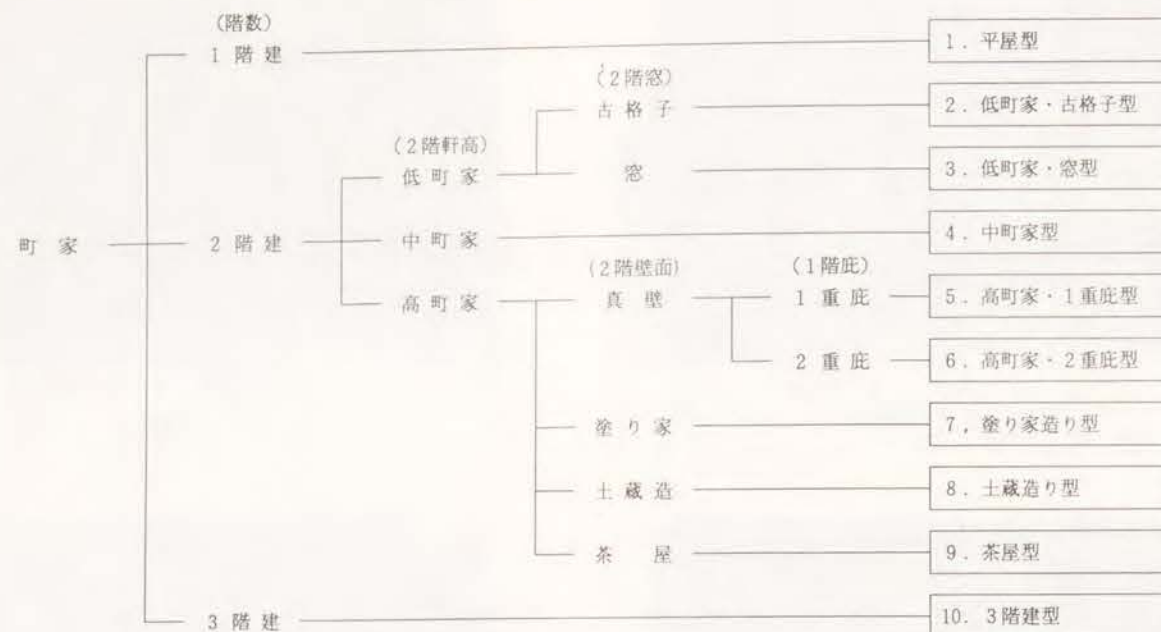 (階数)
1階建
1. 平屋型
(2階窓)
古格子
2. 低町家・古格子型
(2階軒高)
低町家
窓
3. 低町家・窓型
町家
2階建
中町家
4. 中町家型
(2階壁面)
(1階庇)
高町家
真壁
1重庇
5. 高町家・1重庇型
2重庇
6. 高町家・2重庇型
塗り家
7, 塗り家造り型
土蔵造
8. 土蔵造り型
茶屋
9. 茶屋型
3階建
10. 3階建型